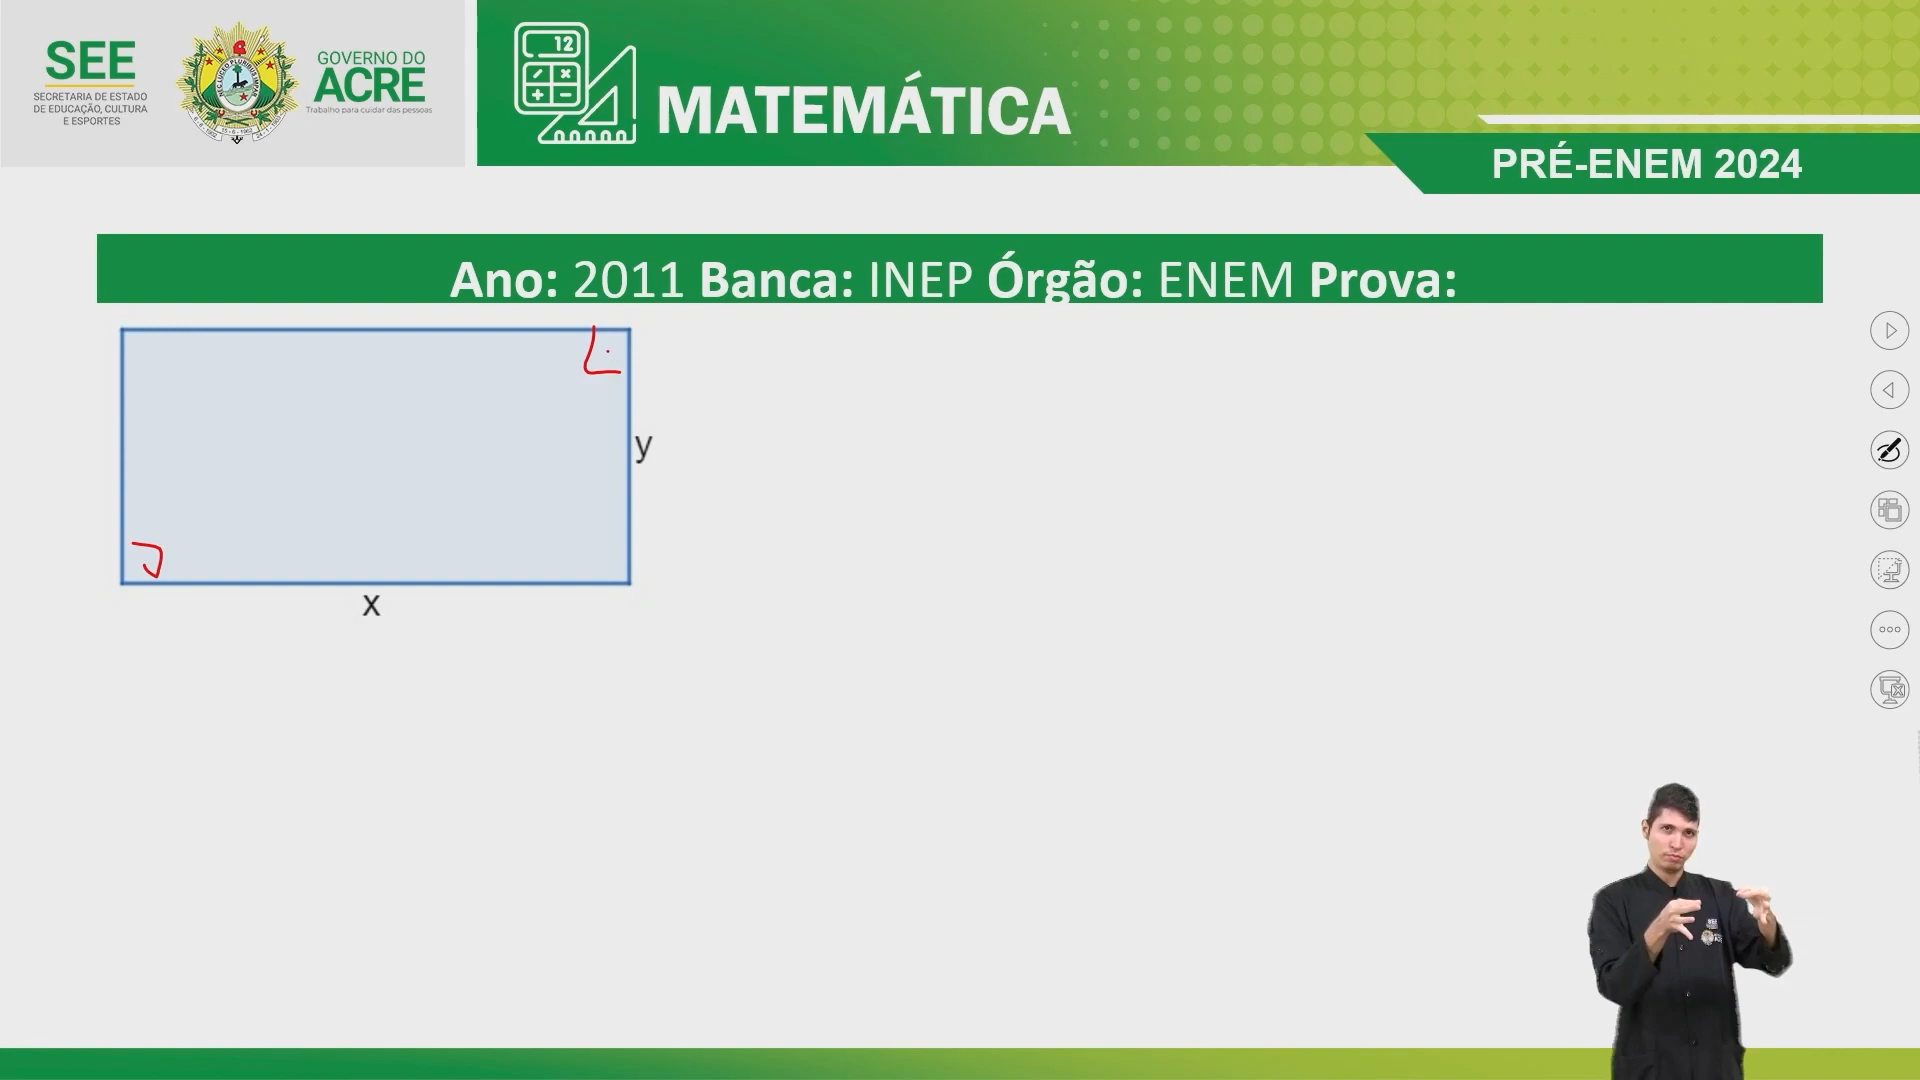 SEE
SECRETARIA DE ESTADO
DE EDUCAÇÃO, CULTURA
E ESPORTES
GOVERNO DO
ACRE
Trabalho para cuidar das pessoas
12
MATEMÁTICA
PRÉ-ENEM 2024
Ano: 2011 Banca: INEP Órgão: ENEM Prova:
y
x